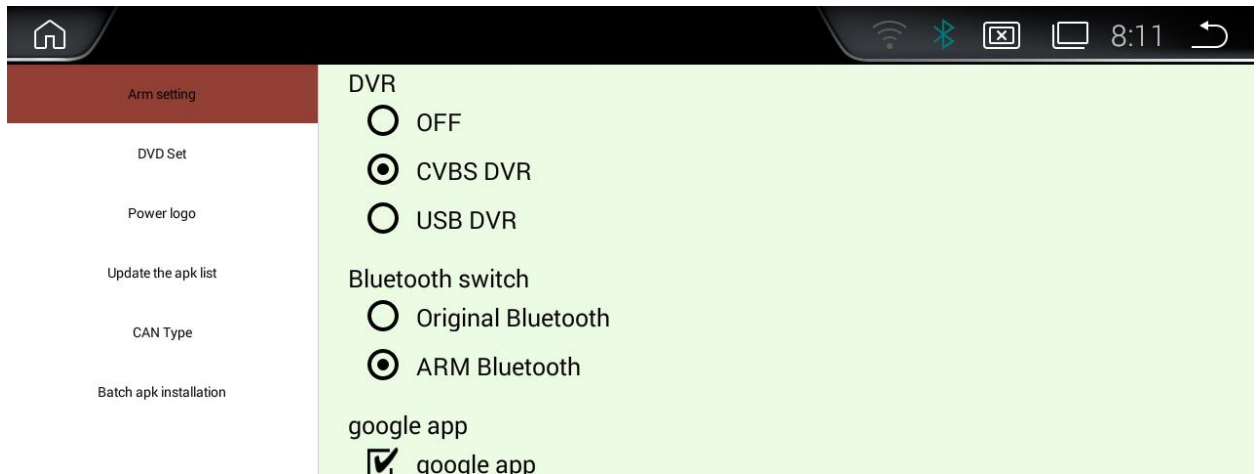 8:11
Arm setting
DVD Set
Power logo
Update the apk list
CAN Type
Batch apk installation
DVR
OFF
CVBS DVR
USB DVR
Bluetooth switch
Original Bluetooth
ARM Bluetooth
google app
google app